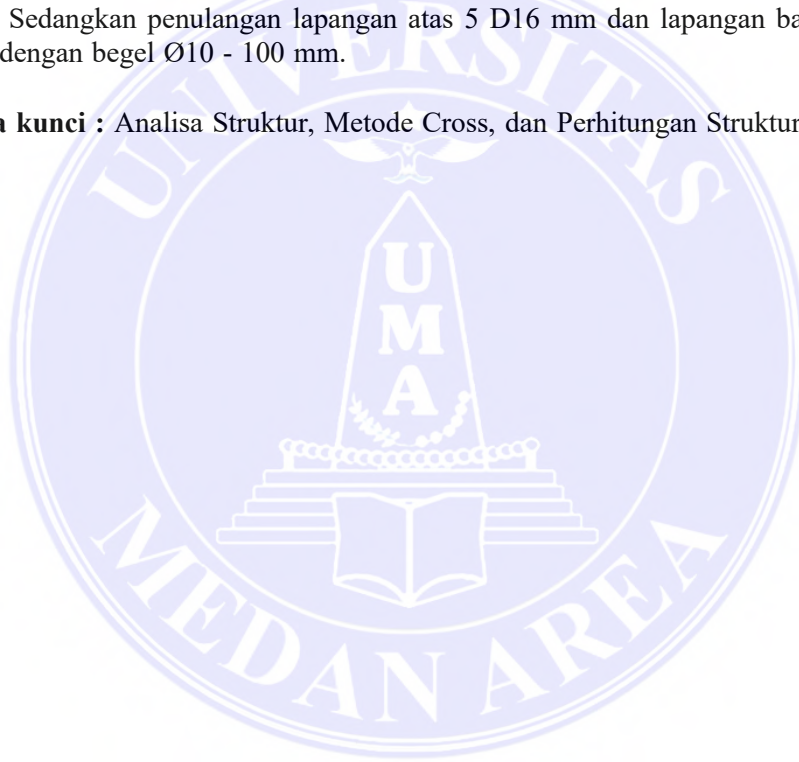 Sedangkan penulangan lapangan atas 5 D16 mm dan lapangan
dengan begel Ø10 - 100 mm.
kunci : Analisa Struktur, Metode Cross, dan Perhitungan Struktur
UNIVERSITAS
UMA
MEDAN AREA